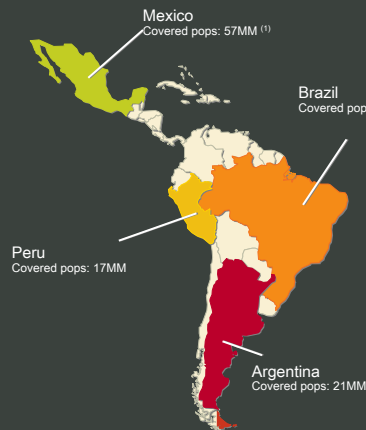 Mexico
Covered pops: 57MM (1)
Brazil
Covered pop
Peru
Covered pops: 17MM
Argentina
Covered pops: 21MM